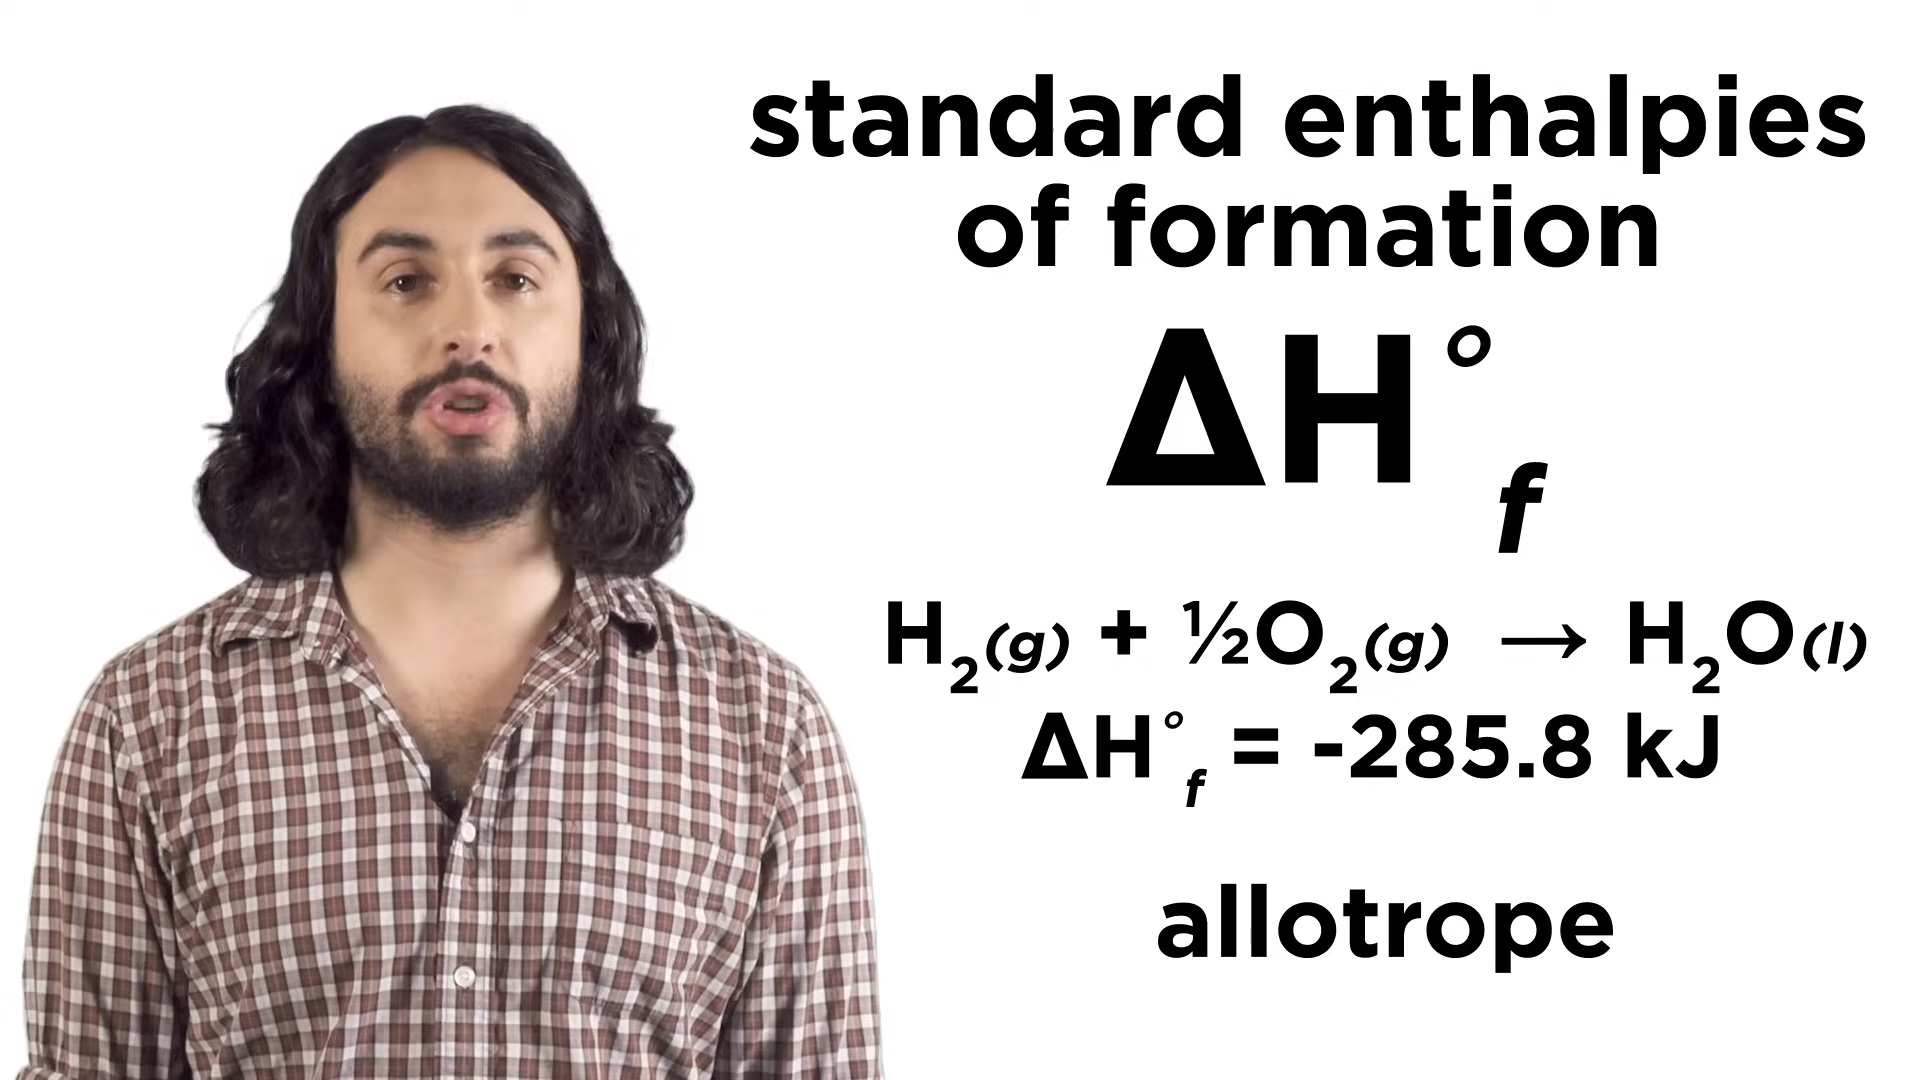 standard enthalpies
of formation
ΔH°f
H₂(g) + ½O₂(g) → H₂O(l)
ΔH°f = -285.8 kJ
allotrope